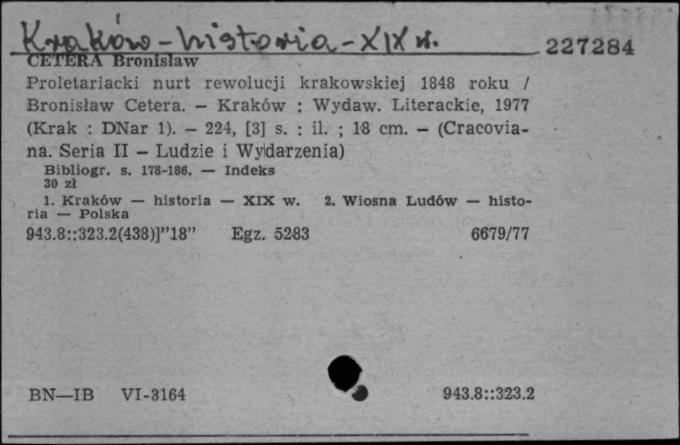 Kraków - historia - XIX w.
227284
CETERA Bronisław
Proletariacki nurt rewolucji krakowskiej 1848 roku /
Bronisław Cetera. — Kraków : Wydaw. Literackie, 1977
(Krak : DNar 1). — 224, [3] s. : il. ; 18 cm. — (Cracovia-
na. Seria II — Ludzie i Wydarzenia)
Bibliogr. s. 178-186. — Indeks
30 zł
1. Kraków — historia — XIX w. 2. Wiosna Ludów — histo-
ria — Polska
943.8::323.2(438)]”18” Egz. 5283 6679/77
BN—IB VI-3164 943.8::323.2